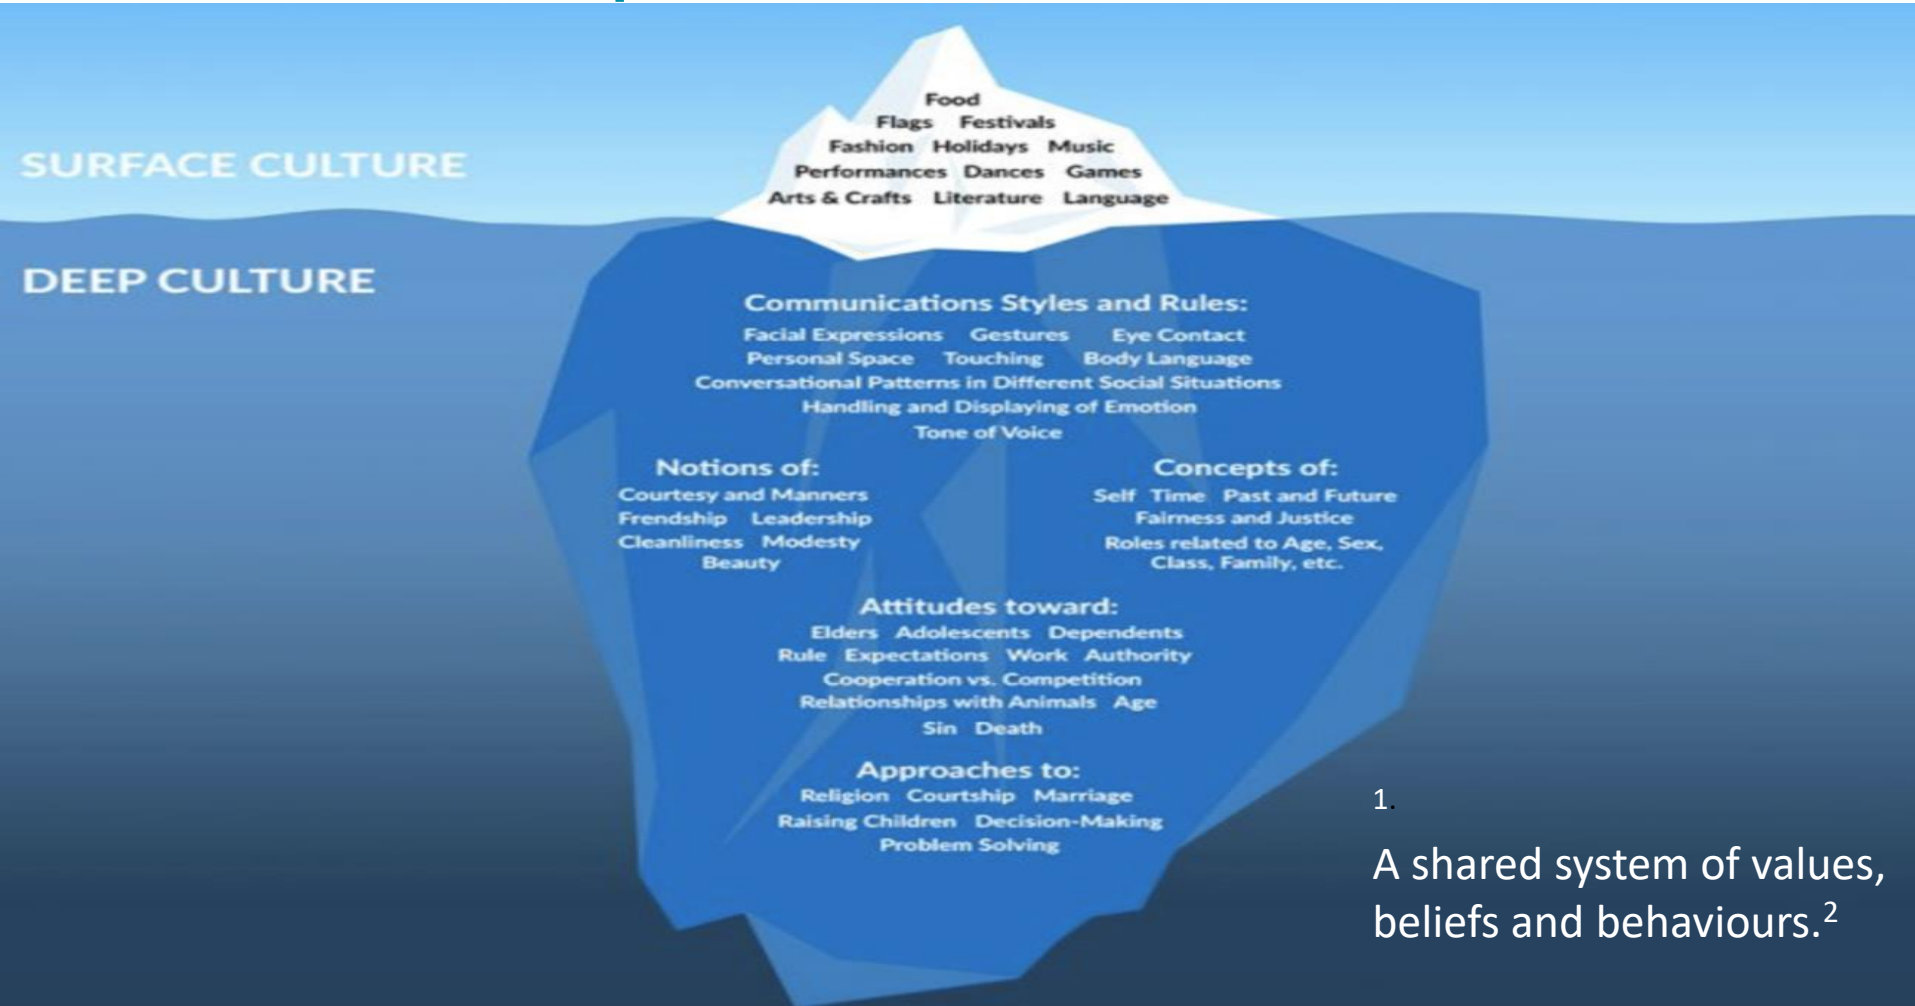 Food
Flags Festivals
Fashion Holidays Music
Performances Dances Games
Arts & Crafts Literature Language
SURFACE CULTURE
DEEP CULTURE
Communications Styles and Rules:
Facial Expressions Gestures Eye Contact
Personal Space Touching Body Language
Conversational Patterns in Different Social Situations
Handling and Displaying of Emotion
Tone of Voice
Notions of:
Courtesy and Manners
Frendship Leadership
Cleanliness Modesty
Beauty
Concepts of:
Self Time Past and Future
Fairness and Justice
Roles related to Age, Sex,
Class, Family, etc.
Attitudes toward:
Elders Adolescents Dependents
Rule Expectations Work Authority
Cooperation vs. Competition
Relationships with Animals Age
Sin Death
Approaches to:
Religion Courtship Marriage
Raising Children Decision-Making
Problem Solving
1.
A shared system of values,
beliefs and behaviours.²